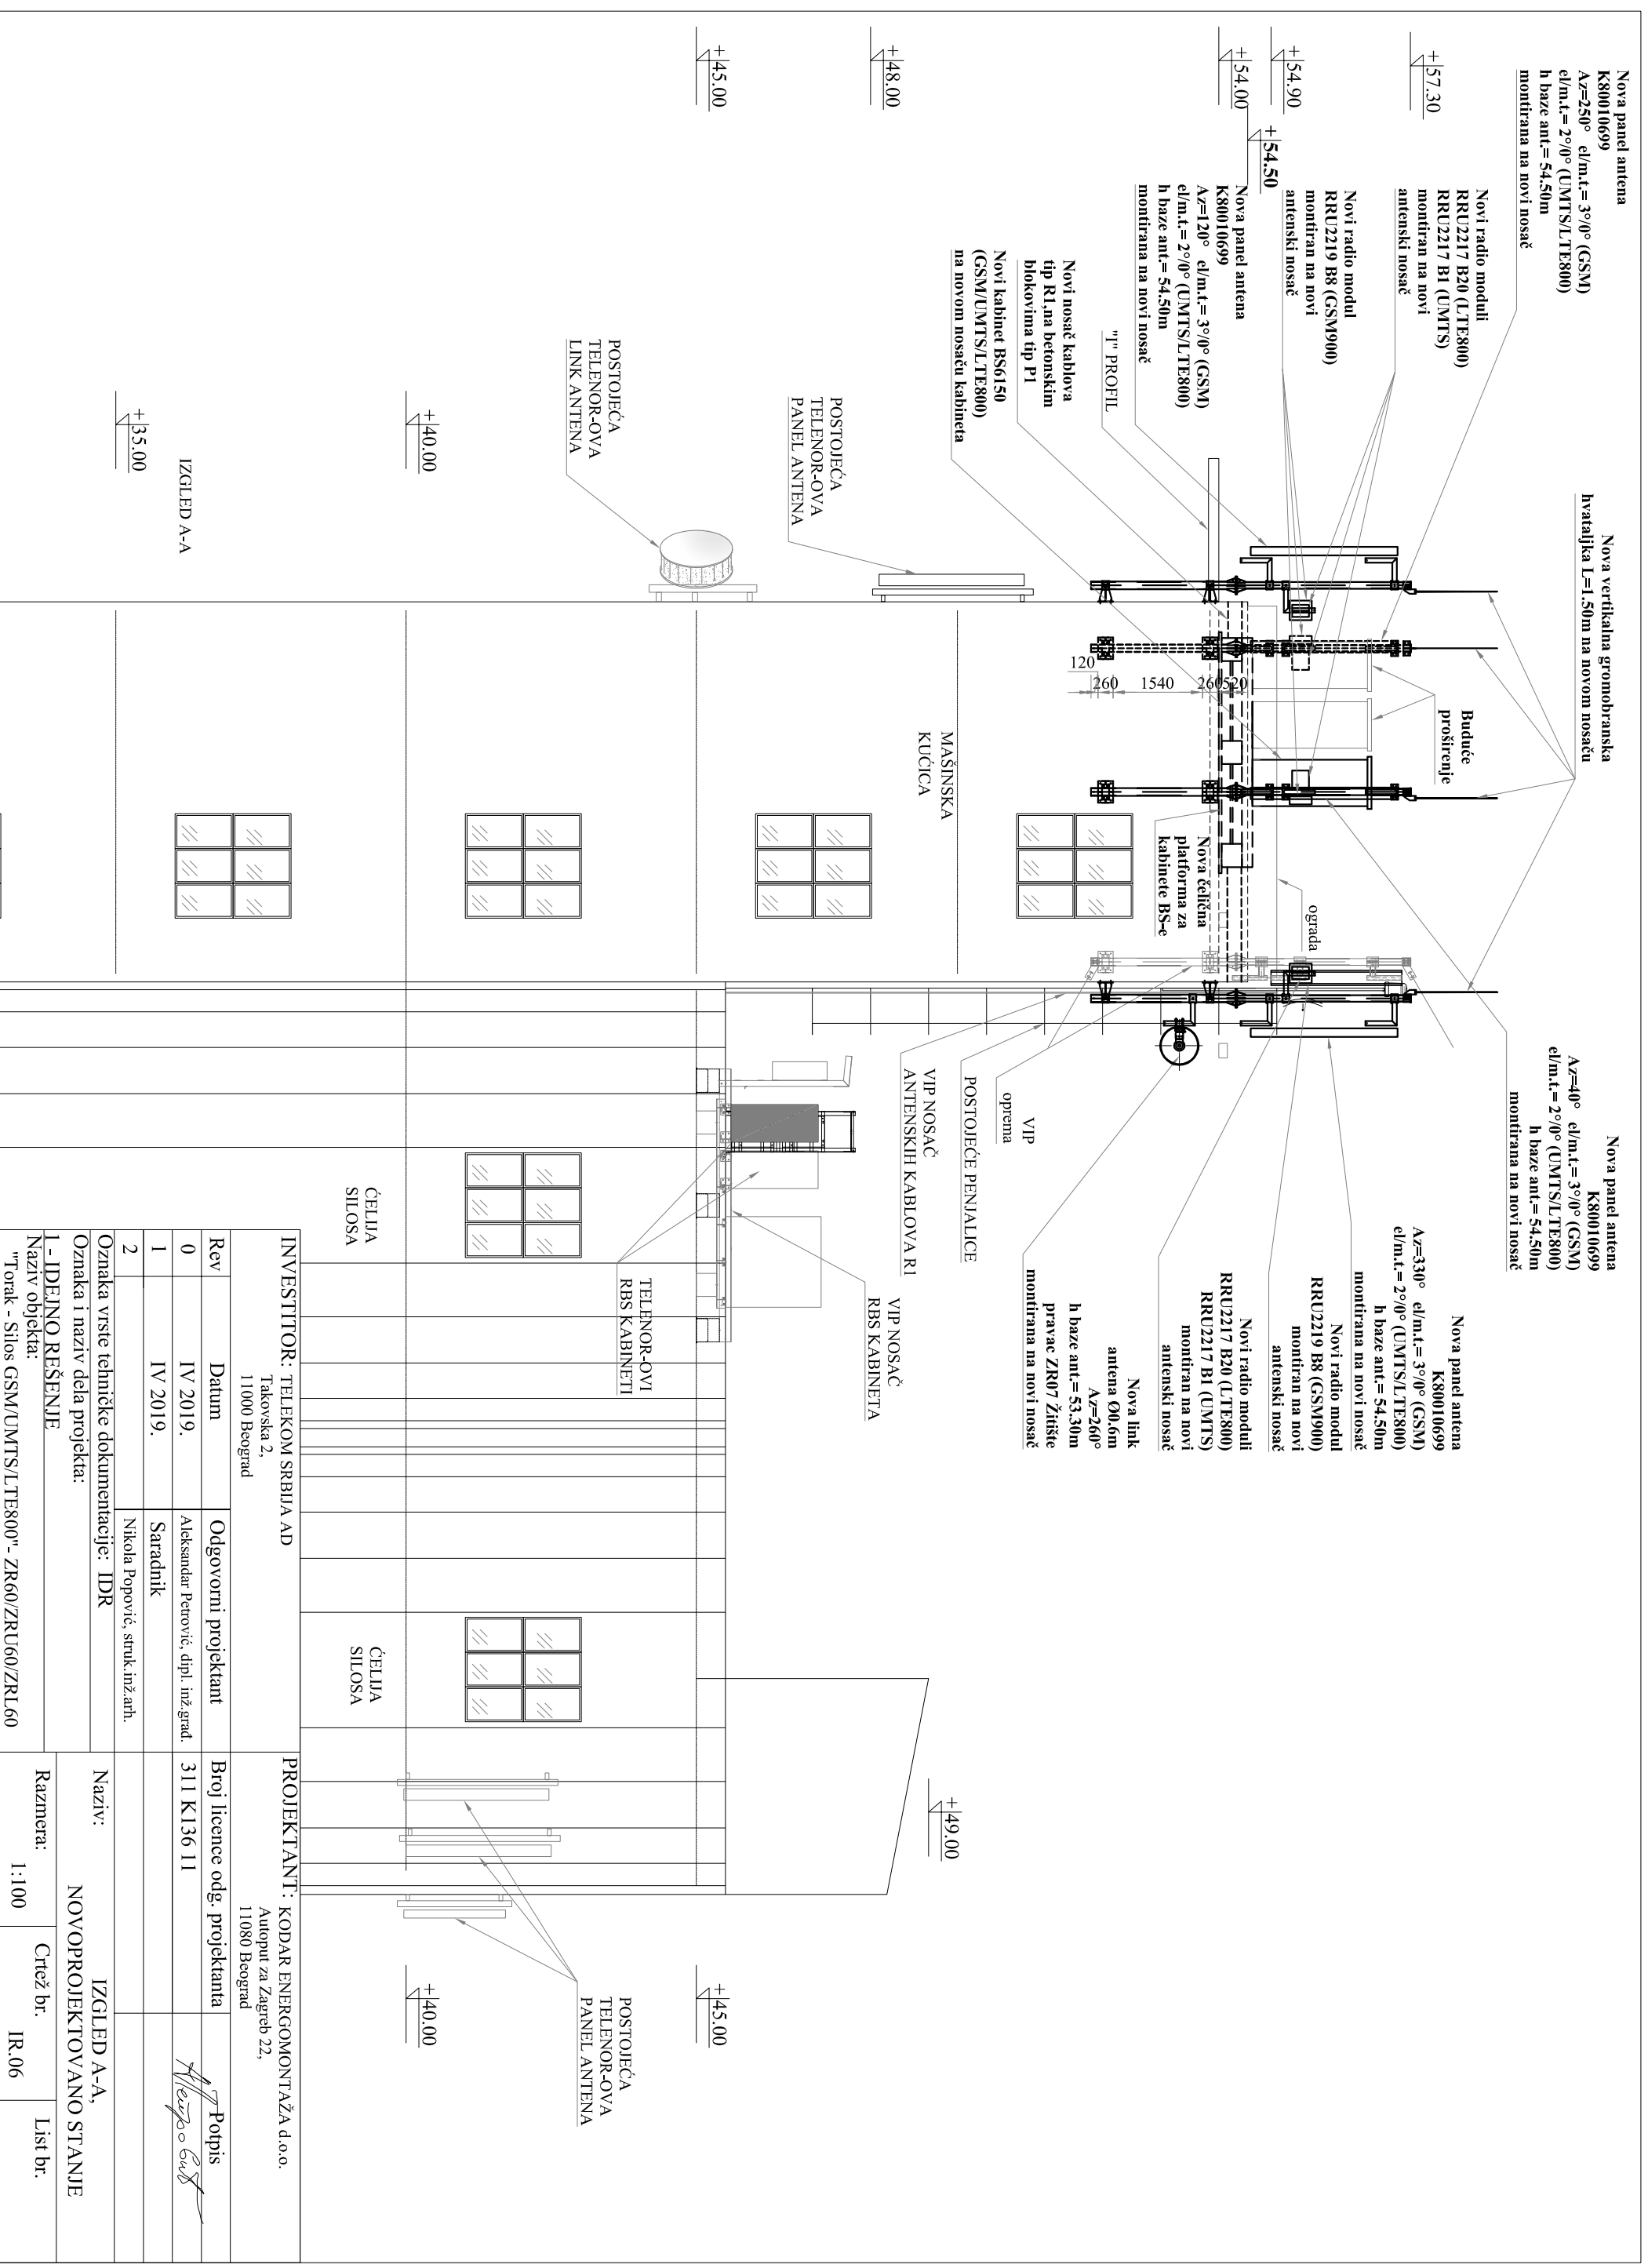 Nova panel antena
K80010699
Az=250° el/m.t.= 3°/0° (GSM)
el/m.t.= 2°/0° (UMTS/LTE800)
h baze ant.= 54.50m
montirana na novi nosač
Nova vertikalna gromobranska
hvataljka L=1.50m na novom nosaču
Nova panel antena
K80010699
Az=40° el/m.t.= 3°/0° (GSM)
el/m.t.= 2°/0° (UMTS/LTE800)
h baze ant.= 54.50m
montirana na novi nosač
+57.30
+54.90
+54.00
+54.50
+48.00
+45.00
Novi radio moduli
RRU2217 B20 (LTE800)
RRU2217 B1 (UMTS)
montiran na novi
antenski nosač
Novi radio modul
RRU2219 B8 (GSM900)
montiran na novi
antenski nosač
Nova panel antena
K80010699
Az=120° el/m.t.= 3°/0° (GSM)
el/m.t.= 2°/0° (UMTS/LTE800)
h baze ant.= 54.50m
montirana na novi nosač
"I" PROFIL
Novi nosač kablova
tip R1,na betonskim
blokovima tip P1
Novi kabinet BS6150
(GSM/UMTS/LTE800)
na novom nosaču kabineta
Buduće
proširenje
ograda
120
260
1540
260
520
Nova čelična
platforma za
kabinete BS-e
Nova panel antena
K80010699
Az=330° el/m.t.= 3°/0° (GSM)
el/m.t.= 2°/0° (UMTS/LTE800)
h baze ant.= 54.50m
montirana na novi nosač
Novi radio modul
RRU2219 B8 (GSM900)
montiran na novi
antenski nosač
Novi radio moduli
RRU2217 B20 (LTE800)
RRU2217 B1 (UMTS)
montiran na novi
antenski nosač
Nova link
antena Ø0.6m
Az=260°
h baze ant.= 53.30m
pravac ZR07 Žitište
montirana na novi nosač
VIP
oprema
POSTOJEĆE PENJALICE
VIP NOSAČ
ANTENSKIH KABLOVA R1
VIP NOSAČ
RBS KABINETA
TELENOR-OVI
RBS KABINETI
POSTOJEĆA
TELENOR-OVA
PANEL ANTENA
POSTOJEĆA
TELENOR-OVA
LINK ANTENA
MAŠINSKA
KUĆICA
+49.00
+45.00
+40.00
+40.00
+35.00
POSTOJEĆA
TELENOR-OVA
PANEL ANTENA
ĆELIJA
SILOSA
ĆELIJA
SILOSA
IZGLED A-A
INVESTITOR: TELEKOM SRBIJA AD
Takovska 2,
11000 Beograd
PROJEKTANT: KODAR ENERGOMONTAŽA d.o.o.
Autoput za Zagreb 22,
11080 Beograd
Rev Datum Odgovorni projektant Broj licence odg. projektanta Potpis
0 IV 2019. Aleksandar Petrović, dipl. inž.građ. 311 K136 11
1 IV 2019. Saradnik
2 Nikola Popović, struk.inž.arh.
Oznaka vrste tehničke dokumentacije: IDR
Oznaka i naziv dela projekta:
1 - IDEJNO REŠENJE
Naziv objekta:
"Torak - Silos GSM/UMTS/LTE800"- ZR60/ZRU60/ZRL60
Naziv:
IZGLED A-A,
NOVOPROJEKTOVANO STANJE
Razmera: 1:100
Crtež br. IR.06
List br.